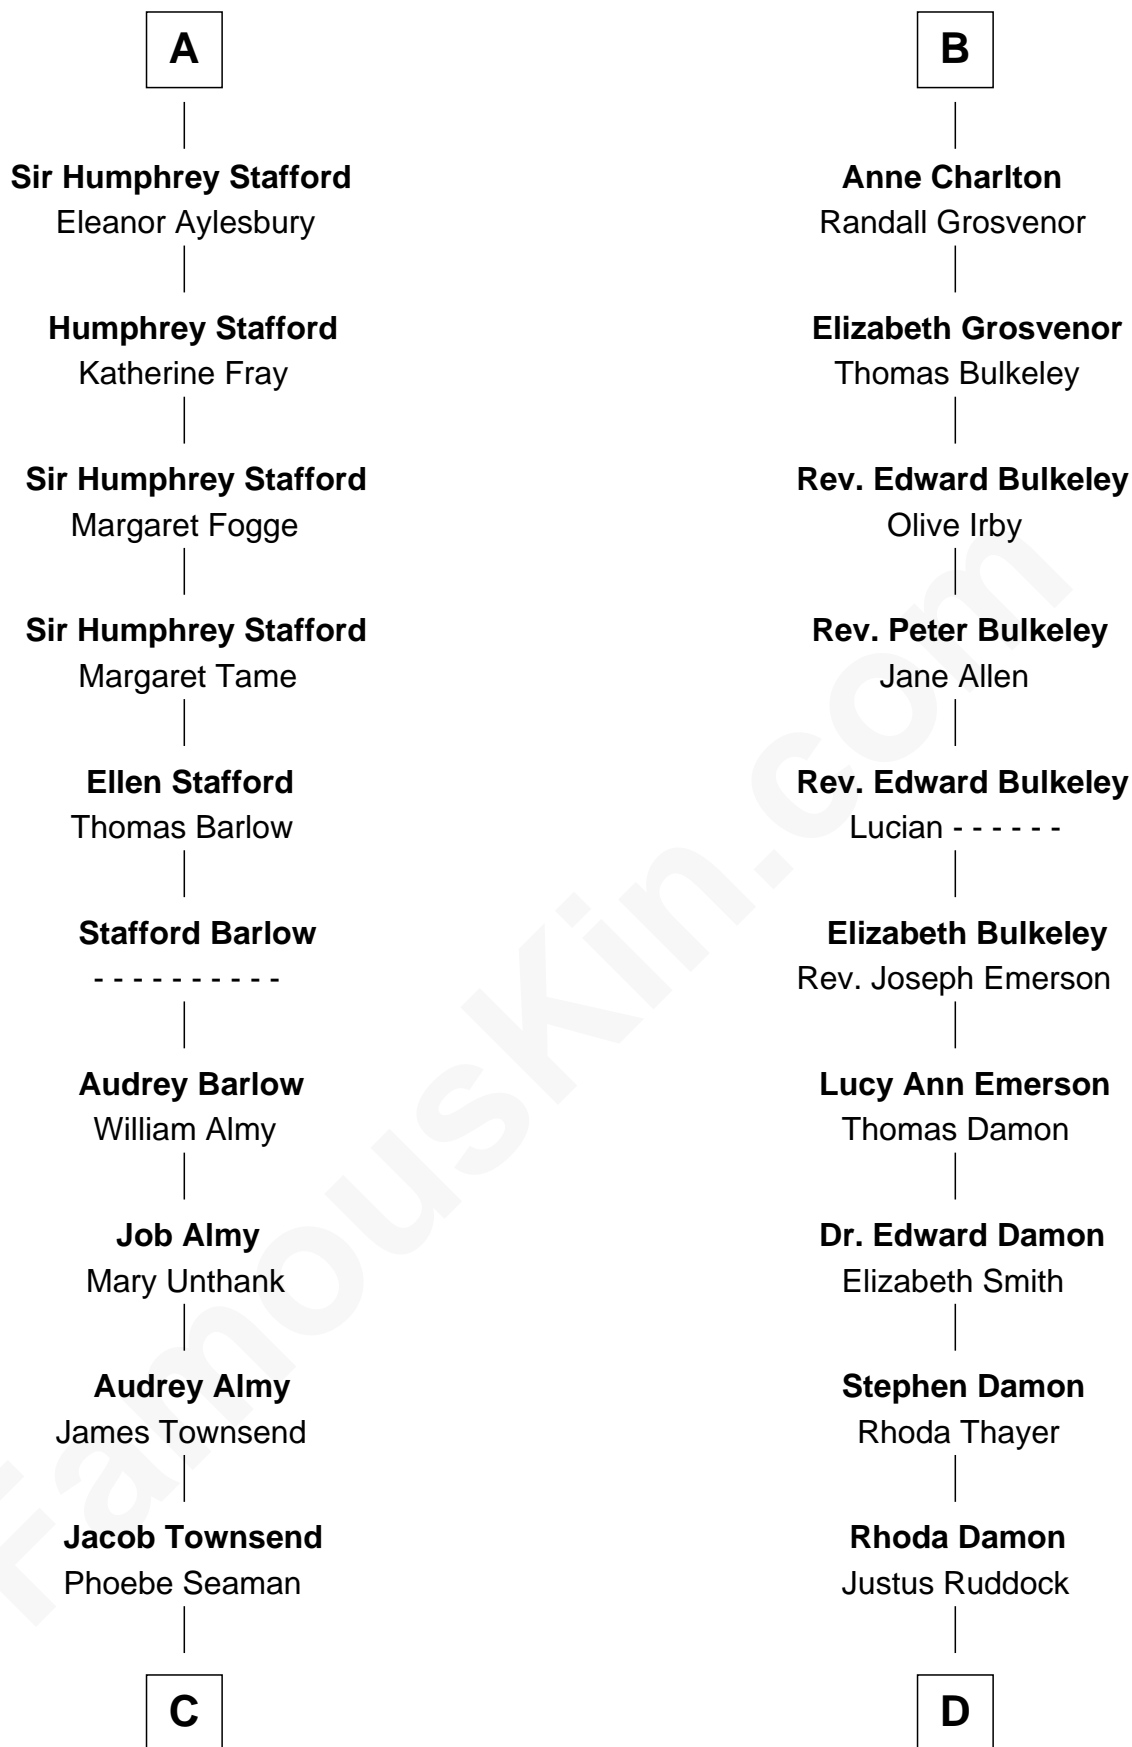 A
Sir Humphrey Stafford
Eleanor Aylesbury
Humphrey Stafford
Katherine Fray
Sir Humphrey Stafford
Margaret Fogge
Sir Humphrey Stafford
Margaret Tame
Ellen Stafford
Thomas Barlow
Stafford Barlow
- - - - - - - - - -
Audrey Barlow
William Almy
Job Almy
Mary Unthank
Audrey Almy
James Townsend
Jacob Townsend
Phoebe Seaman
C
B
Anne Charlton
Randall Grosvenor
Elizabeth Grosvenor
Thomas Bulkeley
Rev. Edward Bulkeley
Olive Irby
Rev. Peter Bulkeley
Jane Allen
Rev. Edward Bulkeley
Lucian - - - - - -
Elizabeth Bulkeley
Rev. Joseph Emerson
Lucy Ann Emerson
Thomas Damon
Dr. Edward Damon
Elizabeth Smith
Stephen Damon
Rhoda Thayer
Rhoda Damon
Justus Ruddock
D
FamousKin.com